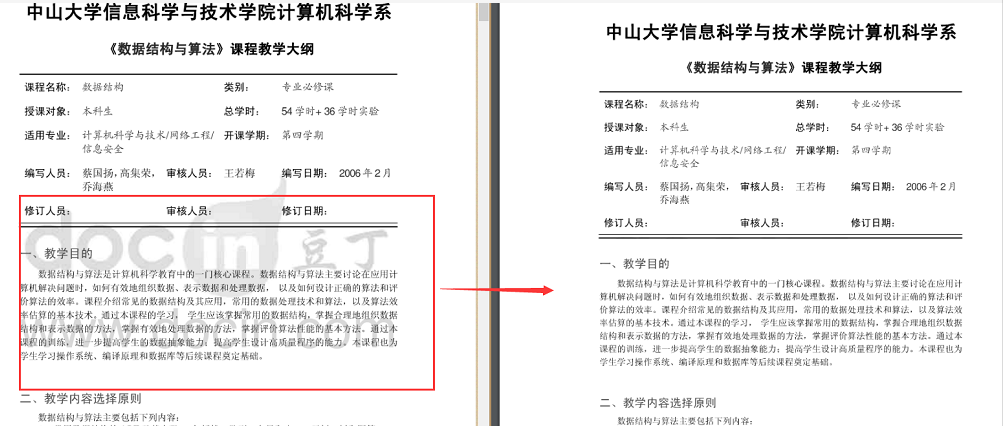 中山大学信息科学与技术学院计算机科学系
《数据结构与算法》课程教学大纲
课程名称： 数据结构 类别： 专业必修课
授课对象： 本科生 总学时： 54 学时+ 36 学时实验
适用专业： 计算机科学与技术/网络工程/ 开课学期： 第四学期
信息安全
编写人员： 蔡国扬，高集荣， 审核人员： 王若梅 编写日期： 2006 年 2 月
乔海燕
修订人员： 审核人员： 修订日期：
doc in 豆丁
www.docin
一、教学目的
数据结构与算法是计算机科学教育中的一门核心课程。数据结构与算法主要讨论在应用计
算机解决问题时，如何有效地组织数据、表示数据和处理数据， 以及如何设计正确的算法和评
价算法的效率。课程介绍常见的数据结构及其应用，常用的数据处理技术和算法，以及算法效
率估算的基本技术。通过本课程的学习， 学生应该掌握常用的数据结构，掌握合理地组织数据
结构和表示数据的方法，掌握有效地处理数据的方法，掌握评价算法性能的基本方法。通过本
课程的训练，进一步提高学生的数据抽象能力；提高学生设计高质量程序的能力。本课程也为
学生学习操作系统、编译原理和数据库等后续课程奠定基础。
二、教学内容选择原则
数据结构与算法主要包括下列内容：
中山大学信息科学与技术学院计算机科学系
《数据结构与算法》课程教学大纲
课程名称： 数据结构 类别： 专业必修课
授课对象： 本科生 总学时： 54 学时+ 36 学时实验
适用专业： 计算机科学与技术/网络工程/ 开课学期： 第四学期
信息安全
编写人员： 蔡国扬，高集荣， 审核人员： 王若梅 编写日期： 2006 年 2 月
乔海燕
修订人员： 审核人员： 修订日期：
一、教学目的
数据结构与算法是计算机科学教育中的一门核心课程。数据结构与算法主要讨论在应用计
算机解决问题时，如何有效地组织数据、表示数据和处理数据， 以及如何设计正确的算法和评
价算法的效率。课程介绍常见的数据结构及其应用，常用的数据处理技术和算法，以及算法效
率估算的基本技术。通过本课程的学习， 学生应该掌握常用的数据结构，掌握合理地组织数据
结构和表示数据的方法，掌握有效地处理数据的方法，掌握评价算法性能的基本方法。通过本
课程的训练，进一步提高学生的数据抽象能力；提高学生设计高质量程序的能力。本课程也为
学生学习操作系统、编译原理和数据库等后续课程奠定基础。
二、教学内容选择原则
数据结构与算法主要包括下列内容：